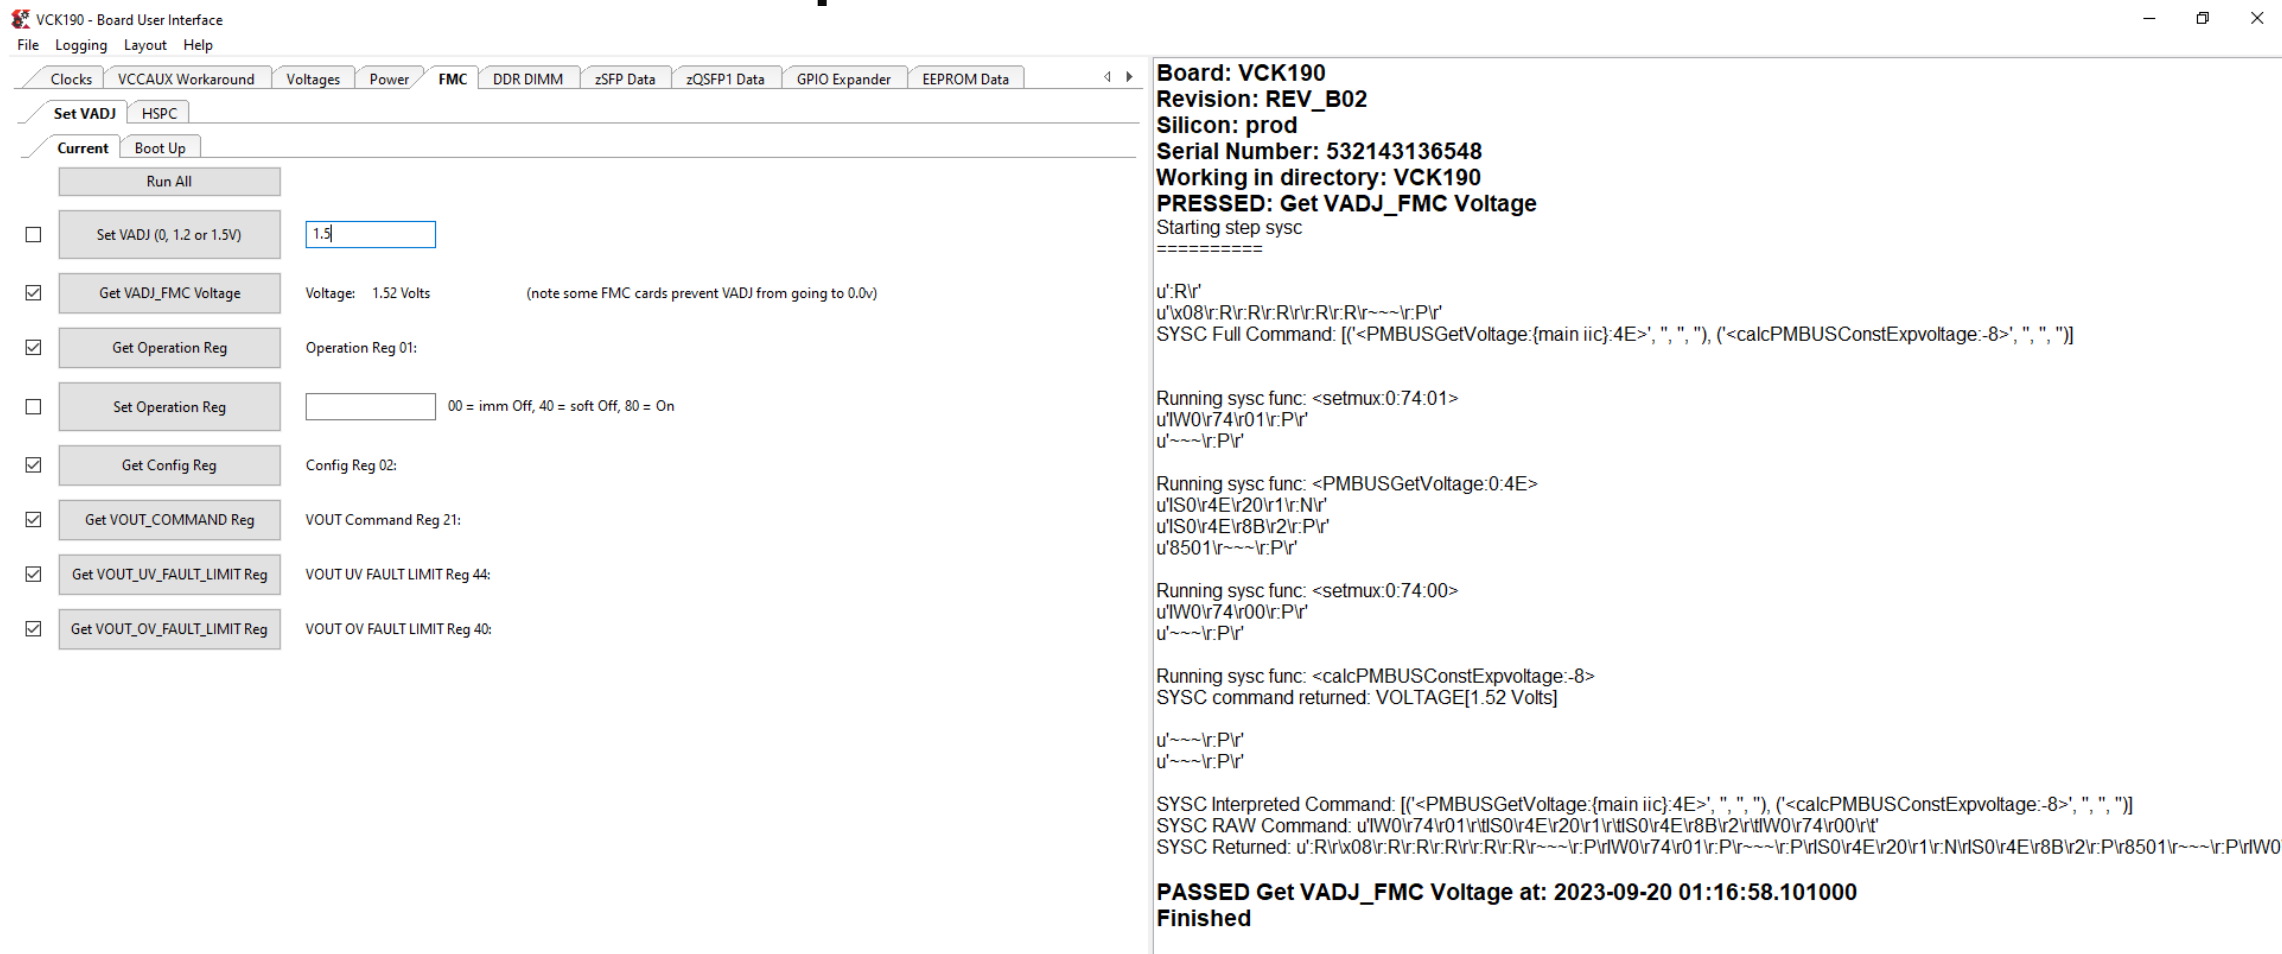 VCK190 - Board User Interface
File Logging Layout Help
Clocks VCCAUX Workaround Voltages Power FMC DDR DIMM zSFP Data zQSFP1 Data GPIO Expander EEPROM Data
Set VADJ HSPC
Current Boot Up
Run All
Set VADJ (0, 1.2 or 1.5V) 1.5
Get VADJ_FMC Voltage Voltage: 1.52 Volts (note some FMC cards prevent VADJ from going to 0.0v)
Get Operation Reg Operation Reg 01:
Set Operation Reg 00 = imm Off, 40 = soft Off, 80 = On
Get Config Reg Config Reg 02:
Get VOUT_COMMAND Reg VOUT Command Reg 21:
Get VOUT_UV_FAULT_LIMIT Reg VOUT UV FAULT LIMIT Reg 44:
Get VOUT_OV_FAULT_LIMIT Reg VOUT OV FAULT LIMIT Reg 40:
Board: VCK190
Revision: REV_B02
Silicon: prod
Serial Number: 532143136548
Working in directory: VCK190
PRESSED: Get VADJ_FMC Voltage
Starting step sysc
==========
u':R\r'
u'\x08\r:R\r:R\r:R\r\r:R\r:R\r~~~\r:P\r'
SYSC Full Command: [('<PMBUSGetVoltage:{main iic}:4E>', '', '', ''), ('<calcPMBUSConstExpvoltage:-8>', '', '', '')]
Running sysc func: <setmux:0:74:01>
u'IW0\r74\r01\r:P\r'
u'~~~\r:P\r'
Running sysc func: <PMBUSGetVoltage:0:4E>
u'IS0\r4E\r20\r1\r:N\r'
u'IS0\r4E\r8B\r2\r:P\r'
u'8501\r~~~\r:P\r'
Running sysc func: <setmux:0:74:00>
u'IW0\r74\r00\r:P\r'
u'~~~\r:P\r'
Running sysc func: <calcPMBUSConstExpvoltage:-8>
SYSC command returned: VOLTAGE[1.52 Volts]
u'~~~\r:P\r'
u'~~~\r:P\r'
SYSC Interpreted Command: [('<PMBUSGetVoltage:{main iic}:4E>', '', '', ''), ('<calcPMBUSConstExpvoltage:-8>', '', '', '')]
SYSC RAW Command: u'IW0\r74\r01\r\tIS0\r4E\r20\r1\r\tIS0\r4E\r8B\r2\r\tIW0\r74\r00\r\t'
SYSC Returned: u':R\r\x08\r:R\r:R\r:R\r\r:R\r:R\r~~~\r:P\rIW0\r74\r01\r:P\r~~~\r:P\rIS0\r4E\r20\r1\r:N\rIS0\r4E\r8B\r2\r:P\r8501\r~~~\r:P\rIW0
PASSED Get VADJ_FMC Voltage at: 2023-09-20 01:16:58.101000
Finished